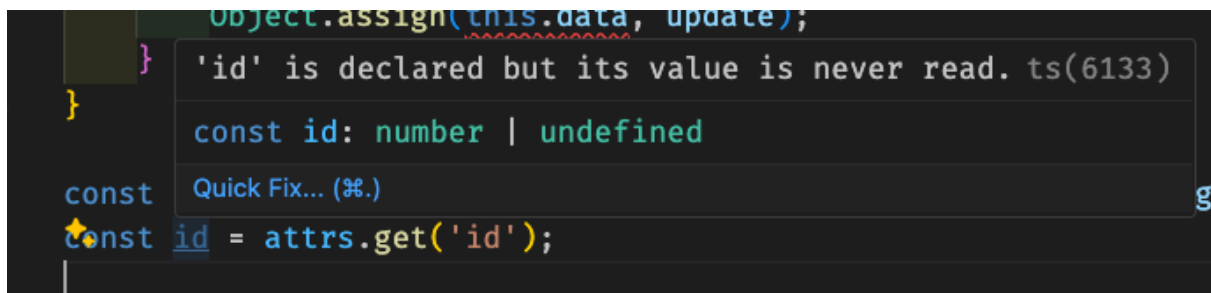 Object.assign(this.data, update);
}
'id' is declared but its value is never read. ts(6133)
}
const id: number | undefined
Quick Fix... (⌘.)
const
g
const id = attrs.get('id');